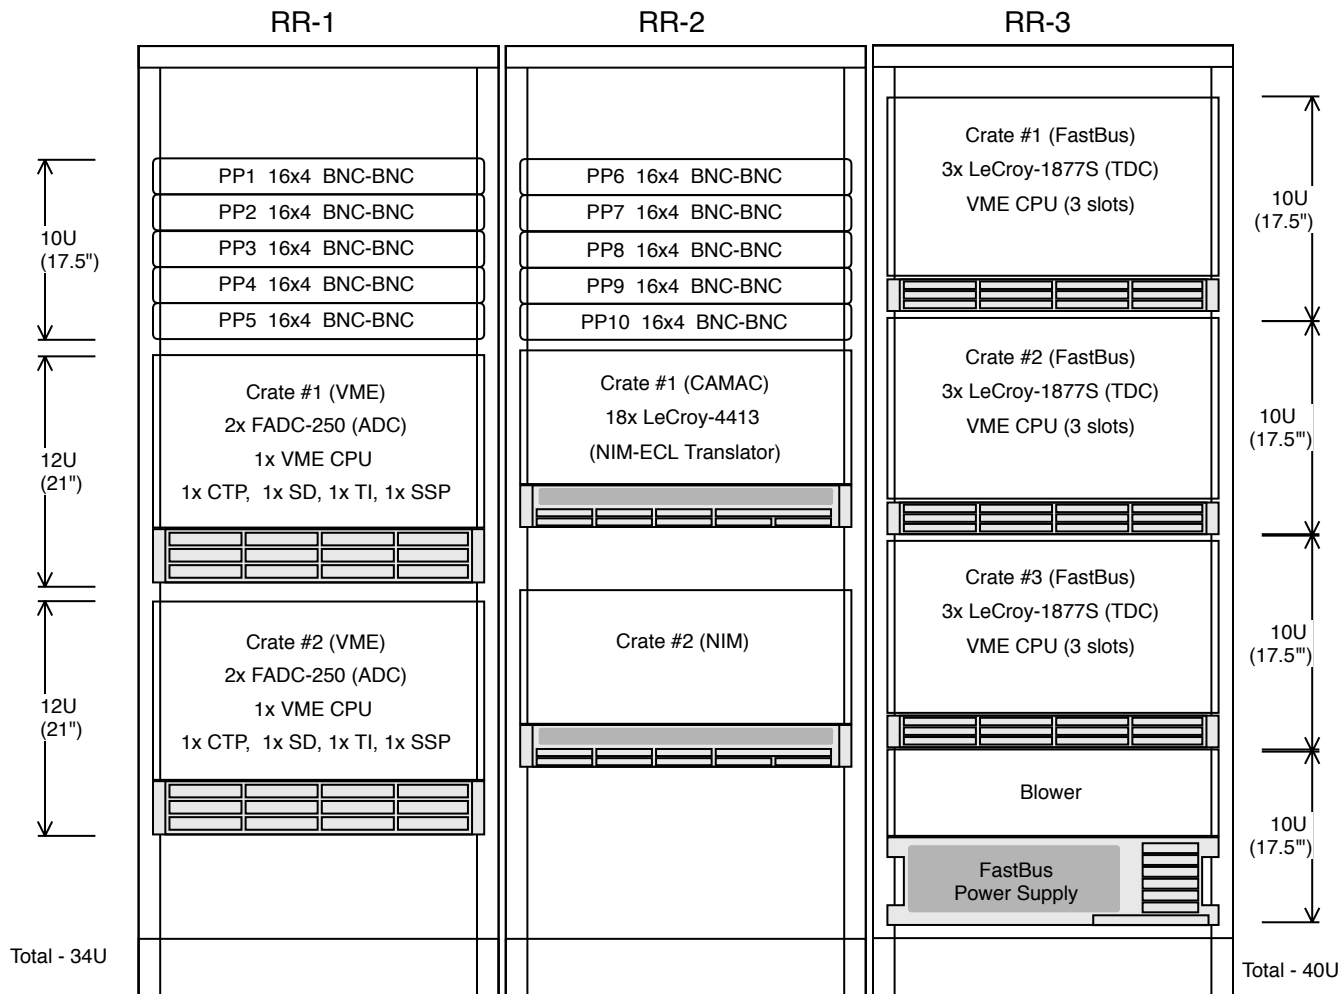 RR-1
RR-2
RR-3
10U
(17.5")
12U
(21")
12U
(21")
Total - 34U
PP1 16x4 BNC-BNC
PP2 16x4 BNC-BNC
PP3 16x4 BNC-BNC
PP4 16x4 BNC-BNC
PP5 16x4 BNC-BNC
Crate #1 (VME)
2x FADC-250 (ADC)
1x VME CPU
1x CTP, 1x SD, 1x TI, 1x SSP
Crate #2 (VME)
2x FADC-250 (ADC)
1x VME CPU
1x CTP, 1x SD, 1x TI, 1x SSP
PP6 16x4 BNC-BNC
PP7 16x4 BNC-BNC
PP8 16x4 BNC-BNC
PP9 16x4 BNC-BNC
PP10 16x4 BNC-BNC
Crate #1 (CAMAC)
18x LeCroy-4413
(NIM-ECL Translator)
Crate #2 (NIM)
Crate #1 (FastBus)
3x LeCroy-1877S (TDC)
VME CPU (3 slots)
Crate #2 (FastBus)
3x LeCroy-1877S (TDC)
VME CPU (3 slots)
Crate #3 (FastBus)
3x LeCroy-1877S (TDC)
VME CPU (3 slots)
Blower
FastBus
Power Supply
10U
(17.5")
10U
(17.5''')
10U
(17.5''')
10U
(17.5''')
Total - 40U